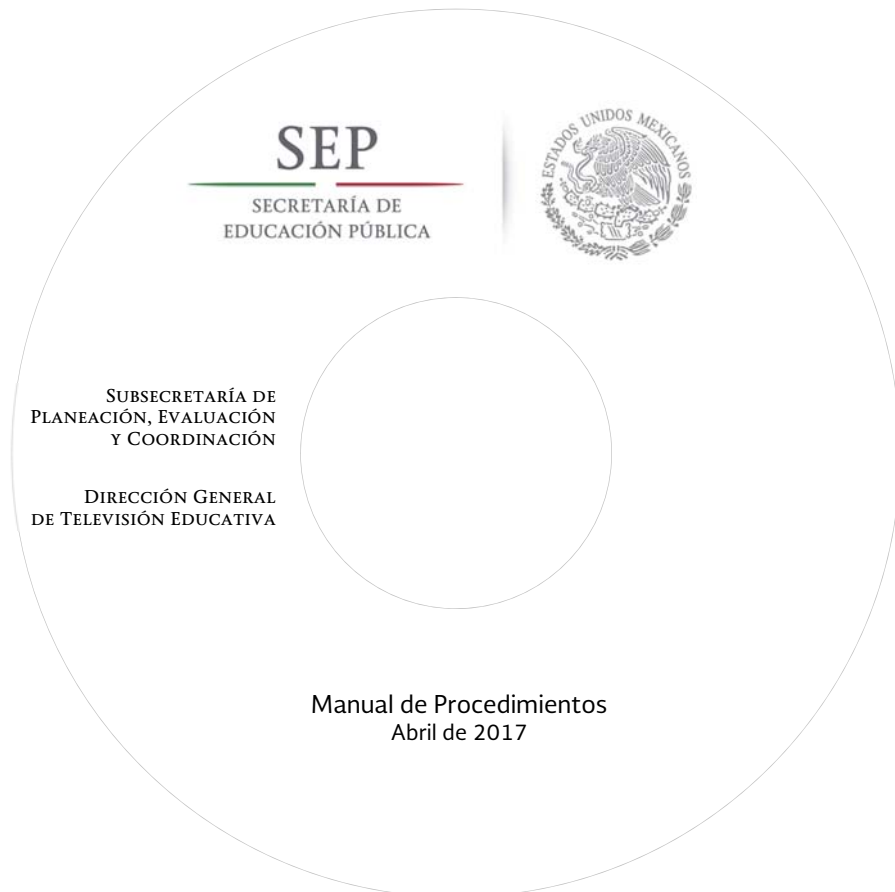 SEP
SECRETARÍA DE
EDUCACIÓN PÚBLICA
ESTADOS UNIDOS MEXICANOS
SUBSECRETARÍA DE
PLANEACIÓN, EVALUACIÓN
Y COORDINACIÓN
DIRECCIÓN GENERAL
DE TELEVISIÓN EDUCATIVA
Manual de Procedimientos
Abril de 2017